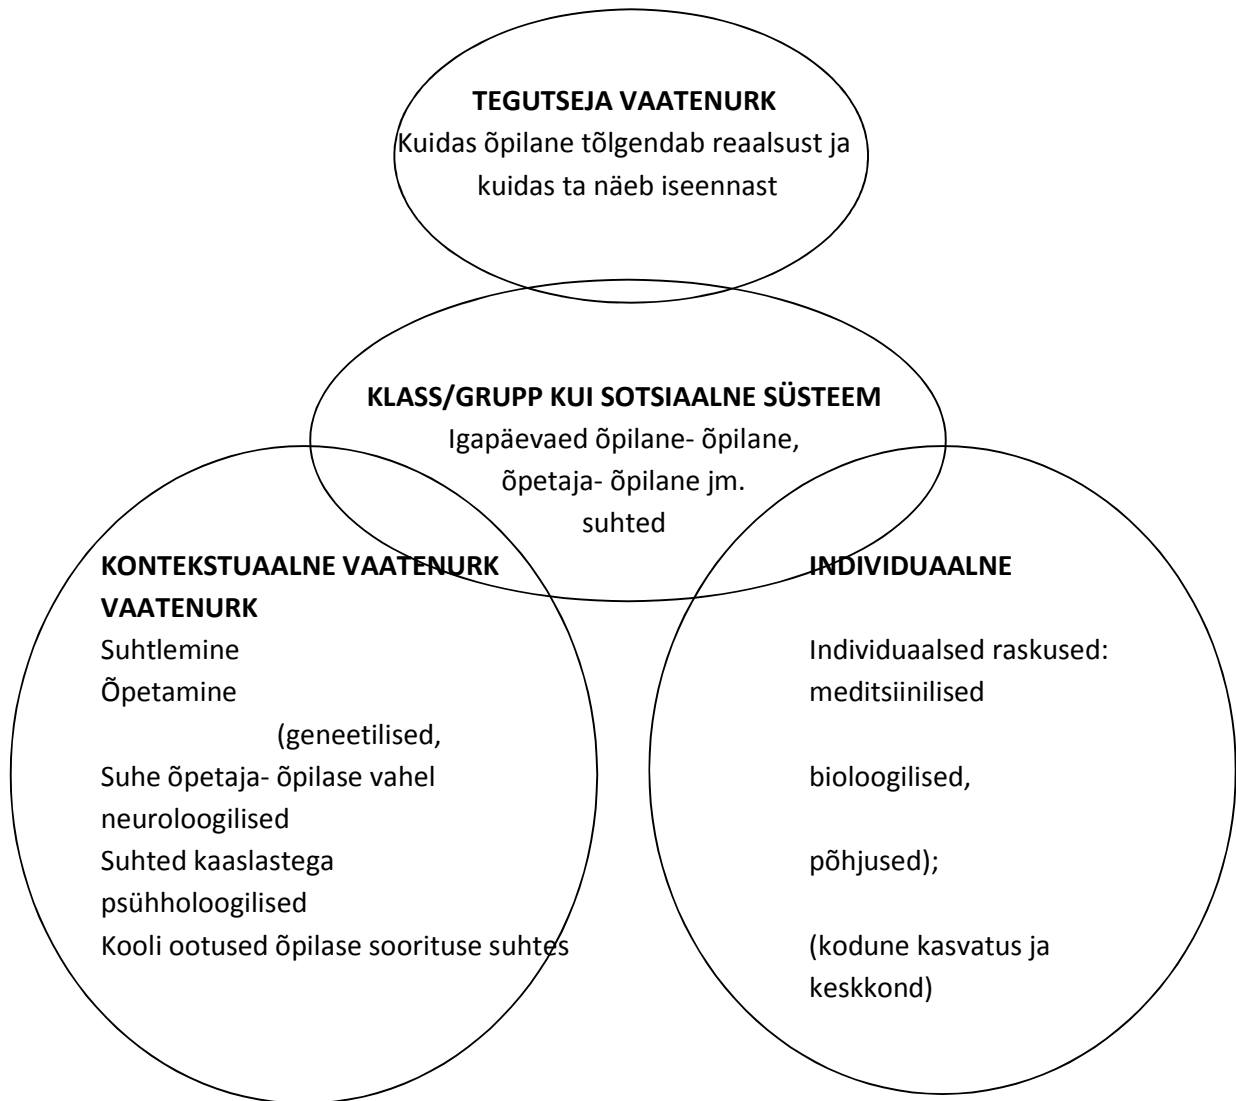 TEGUTSEJA VAATENURK
Kuidas õpilane tõlgendab reaalsust ja
kuidas ta näeb iseennast
KLASS/GRUPP KUI SOTSIAALNE SÜSTEEM
Igapäevaed õpilane- õpilane,
õpetaja- õpilane jm.
suhted
KONTEKSTUAALNE VAATENURK
VAATENURK
Suhtlemine
Õpetamine
(geneetilised,
Suhe õpetaja- õpilase vahel
neuroloogilised
Suhted kaaslastega
psühholoogilised
Kooli ootused õpilase soorituse suhtes
INDIVIDUAALNE
Individuaalsed raskused:
meditsiinilised
bioloogilised,
põhjused);
(kodune kasvatus ja
keskkond)